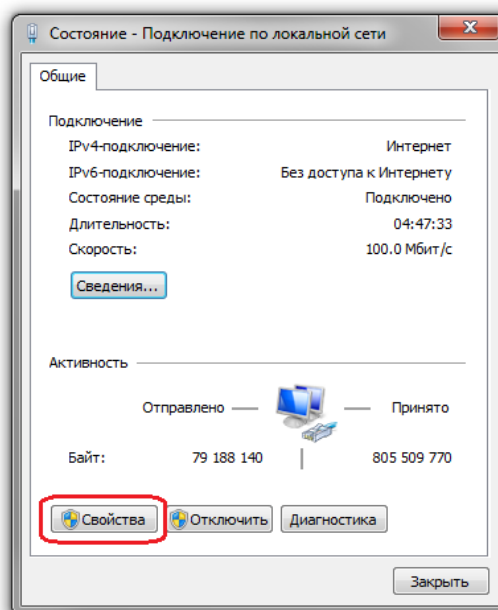 Состояние - Подключение по локальной сети
Общие
Подключение
IPv4-подключение: Интернет
IPv6-подключение: Без доступа к Интернету
Состояние среды: Подключено
Длительность: 04:47:33
Скорость: 100.0 Мбит/с
Сведения...
Активность
Отправлено — Принято
Байт: 79 188 140 805 509 770
Свойства Отключить Диагностика
Закрыть